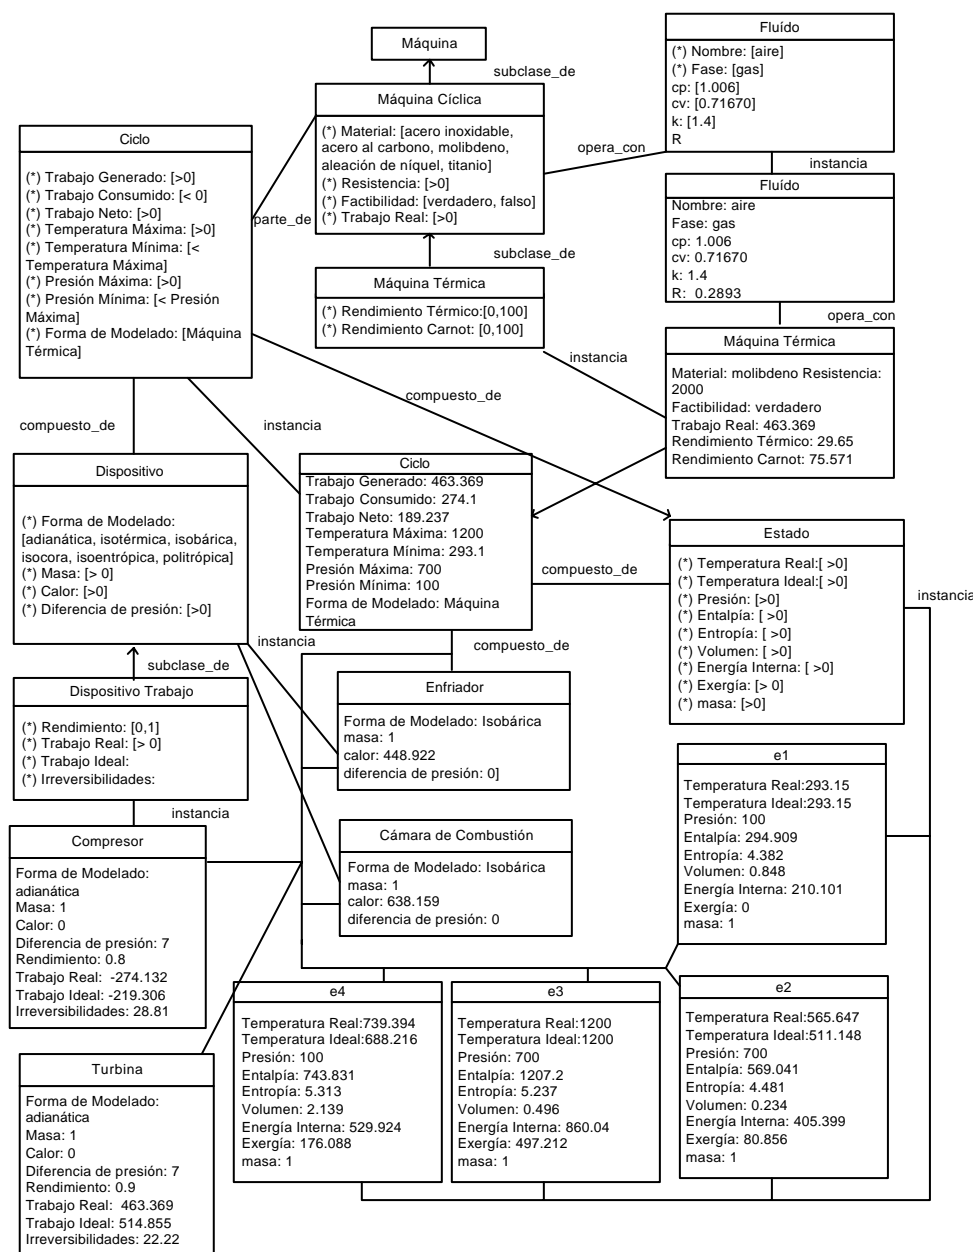 Máquina
subclase_de
Máquina Cíclica
(*) Material: [acero inoxidable,
acero al carbono, molibdeno,
aleación de níquel, titanio]
(*) Resistencia: [>0]
(*) Factibilidad: [verdadero, falso]
(*) Trabajo Real: [>0]
Fluído
(*) Nombre: [aire]
(*) Fase: [gas]
cp: [1.006]
cv: [0.71670]
k: [1.4]
R
opera_con
instancia
Ciclo
(*) Trabajo Generado: [>0]
(*) Trabajo Consumido: [< 0]
(*) Trabajo Neto: [>0]
(*) Temperatura Máxima: [>0]
(*) Temperatura Mínima: [<
Temperatura Máxima]
(*) Presión Máxima: [>0]
(*) Presión Mínima: [< Presión
Máxima]
(*) Forma de Modelado: [Máquina
Térmica]
parte_de
subclase_de
Fluído
Nombre: aire
Fase: gas
cp: 1.006
cv: 0.71670
k: 1.4
R:  0.2893
opera_con
Máquina Térmica
(*) Rendimiento Térmico:[0,100]
(*) Rendimiento Carnot: [0,100]
instancia
Máquina Térmica
Material: molibdeno Resistencia:
2000
Factibilidad: verdadero
Trabajo Real: 463.369
Rendimiento Térmico: 29.65
Rendimiento Carnot: 75.571
compuesto_de
compuesto_de
instancia
Dispositivo
(*) Forma de Modelado:
[adianática, isotérmica, isobárica,
isocora, isoentrópica, politrópica]
(*) Masa: [> 0]
(*) Calor: [>0]
(*) Diferencia de presión: [>0]
Ciclo
Trabajo Generado: 463.369
Trabajo Consumido: 274.1
Trabajo Neto: 189.237
Temperatura Máxima: 1200
Temperatura Mínima: 293.1
Presión Máxima: 700
Presión Mínima: 100
Forma de Modelado: Máquina
Térmica
compuesto_de
Estado
(*) Temperatura Real:[ >0]
(*) Temperatura Ideal:[ >0]
(*) Presión: [>0]
(*) Entalpía: [ >0]
(*) Entropía: [ >0]
(*) Volumen: [ >0]
(*) Energía Interna: [ >0]
(*) Exergía: [> 0]
(*) masa: [>0]
instancia
instancia
compuesto_de
subclase_de
Dispositivo Trabajo
(*) Rendimiento: [0,1]
(*) Trabajo Real: [> 0]
(*) Trabajo Ideal:
(*) Irreversibilidades:
instancia
Enfriador
Forma de Modelado: Isobárica
masa: 1
calor: 448.922
diferencia de presión: 0]
e1
Temperatura Real:293.15
Temperatura Ideal:293.15
Presión: 100
Entalpía: 294.909
Entropía: 4.382
Volumen: 0.848
Energía Interna: 210.101
Exergía: 0
masa: 1
Compresor
Forma de Modelado:
adianática
Masa: 1
Calor: 0
Diferencia de presión: 7
Rendimiento: 0.8
Trabajo Real:  -274.132
Trabajo Ideal: -219.306
Irreversibilidades: 28.81
Cámara de Combustión
Forma de Modelado: Isobárica
masa: 1
calor: 638.159
diferencia de presión: 0
e4
Temperatura Real:739.394
Temperatura Ideal:688.216
Presión: 100
Entalpía: 743.831
Entropía: 5.313
Volumen: 2.139
Energía Interna: 529.924
Exergía: 176.088
masa: 1
e3
Temperatura Real:1200
Temperatura Ideal:1200
Presión: 700
Entalpía: 1207.2
Entropía: 5.237
Volumen: 0.496
Energía Interna: 860.04
Exergía: 497.212
masa: 1
e2
Temperatura Real:565.647
Temperatura Ideal:511.148
Presión: 700
Entalpía: 569.041
Entropía: 4.481
Volumen: 0.234
Energía Interna: 405.399
Exergía: 80.856
masa: 1
Turbina
Forma de Modelado:
adianática
Masa: 1
Calor: 0
Diferencia de presión: 7
Rendimiento: 0.9
Trabajo Real:  463.369
Trabajo Ideal: 514.855
Irreversibilidades: 22.22